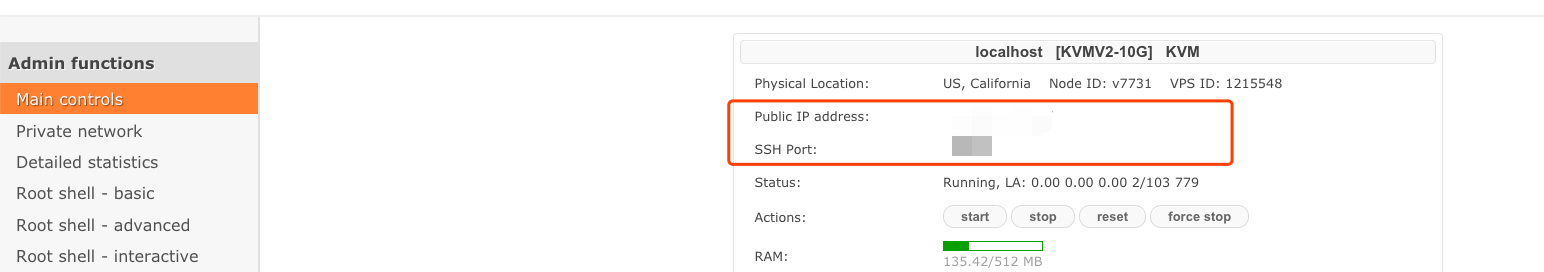 Admin functions
Main controls
Private network
Detailed statistics
Root shell - basic
Root shell - advanced
Root shell - interactive
localhost [KVMV2-10G] KVM
Physical Location: US, California Node ID: v7731 VPS ID: 1215548
Public IP address:
SSH Port:
Status: Running, LA: 0.00 0.00 0.00 2/103 779
Actions: start stop reset force stop
RAM:
135.42/512 MB